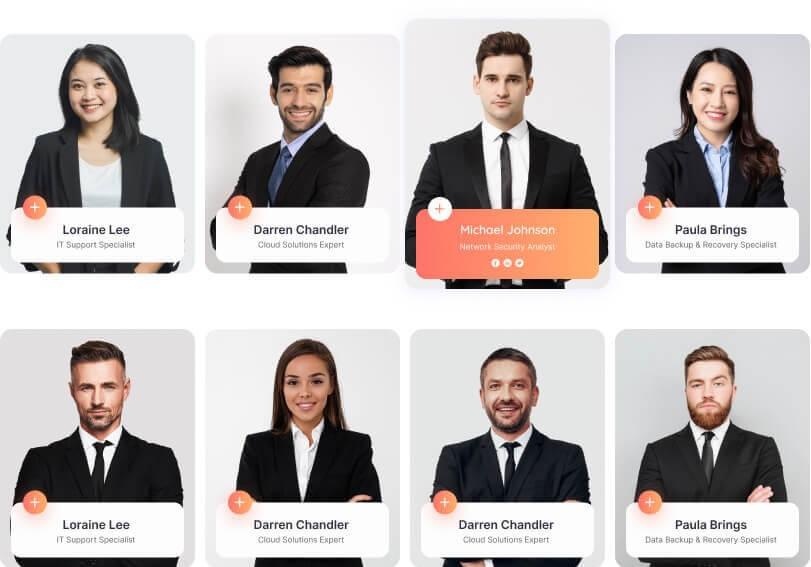 Loraine Lee
IT Support Specialist
Darren Chandler
Cloud Solutions Expert
Michael Johnson
Network Security Analyst
Paula Brings
Data Backup & Recovery Specialist
Loraine Lee
IT Support Specialist
Darren Chandler
Cloud Solutions Expert
Darren Chandler
Cloud Solutions Expert
Paula Brings
Data Backup & Recovery Specialist